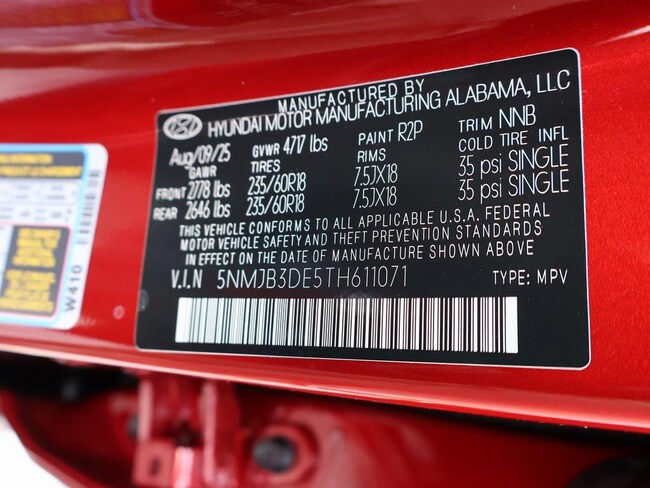 MANUFACTURED BY
HYUNDAI MOTOR MANUFACTURING ALABAMA, LLC
Aug/09/25 GVWR 4717 lbs PAINT R2P TRIM NNB
GAWR TIRES RIMS COLD TIRE INFL
FRONT 2778 lbs 235/60R18 7.5JX18 35 psi SINGLE
REAR 2646 lbs 235/60R18 7.5JX18 35 psi SINGLE
THIS VEHICLE CONFORMS TO ALL APPLICABLE U.S.A. FEDERAL
MOTOR VEHICLE SAFETY AND THEFT PREVENTION STANDARDS
IN EFFECT ON THE DATE OF MANUFACTURE SHOWN ABOVE
V.I.N 5NMJB3DE5TH611071 TYPE: MPV
W410